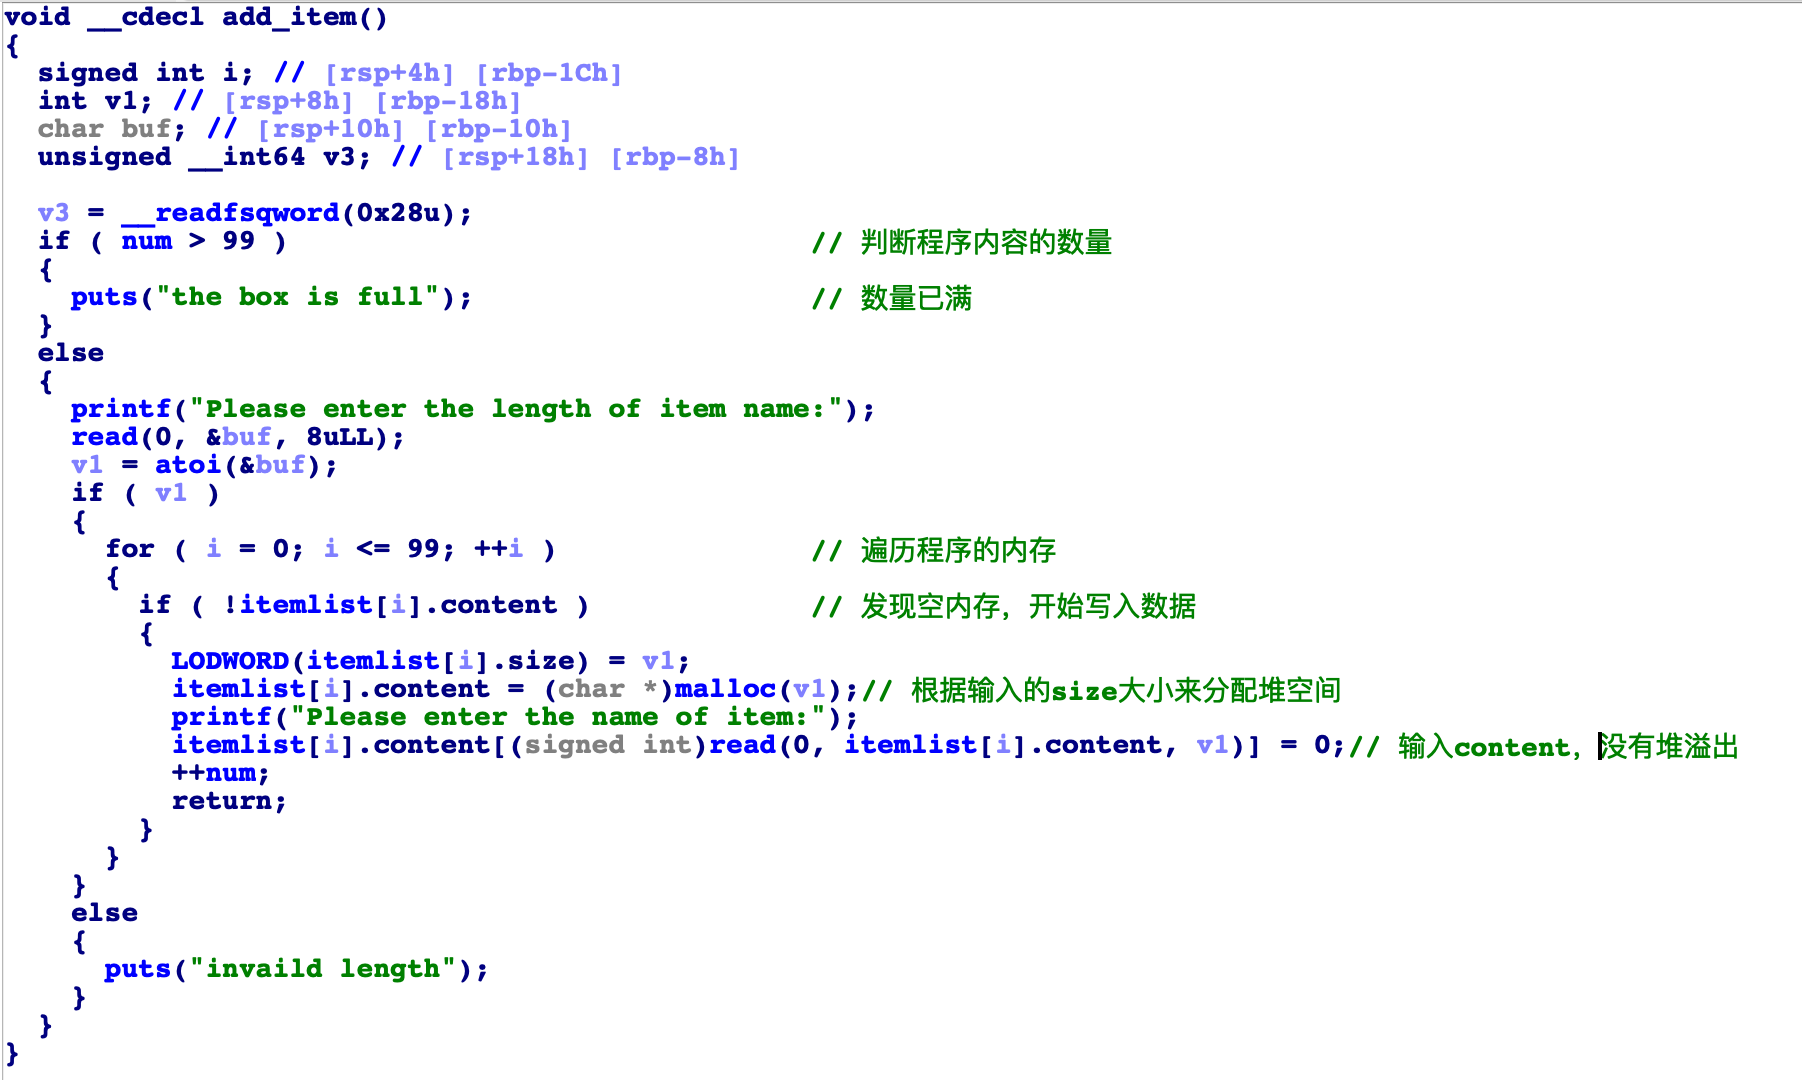 void __cdecl add_item()
{
  signed int i; // [rsp+4h] [rbp-1Ch]
  int v1; // [rsp+8h] [rbp-18h]
  char buf; // [rsp+10h] [rbp-10h]
  unsigned __int64 v3; // [rsp+18h] [rbp-8h]

  v3 = __readfsqword(0x28u);
  if ( num > 99 )                               // 判断程序内容的数量
  {
    puts("the box is full");                    // 数量已满
  }
  else
  {
    printf("Please enter the length of item name:");
    read(0, &buf, 8uLL);
    v1 = atoi(&buf);
    if ( v1 )
    {
      for ( i = 0; i <= 99; ++i )               // 遍历程序的内存
      {
        if ( !itemlist[i].content )             // 发现空内存，开始写入数据
        {
          LODWORD(itemlist[i].size) = v1;
          itemlist[i].content = (char *)malloc(v1);// 根据输入的size大小来分配堆空间
          printf("Please enter the name of item:");
          itemlist[i].content[(signed int)read(0, itemlist[i].content, v1)] = 0;// 输入content，没有堆溢出
          ++num;
          return;
        }
      }
    }
    else
    {
      puts("invaild length");
    }
  }
}